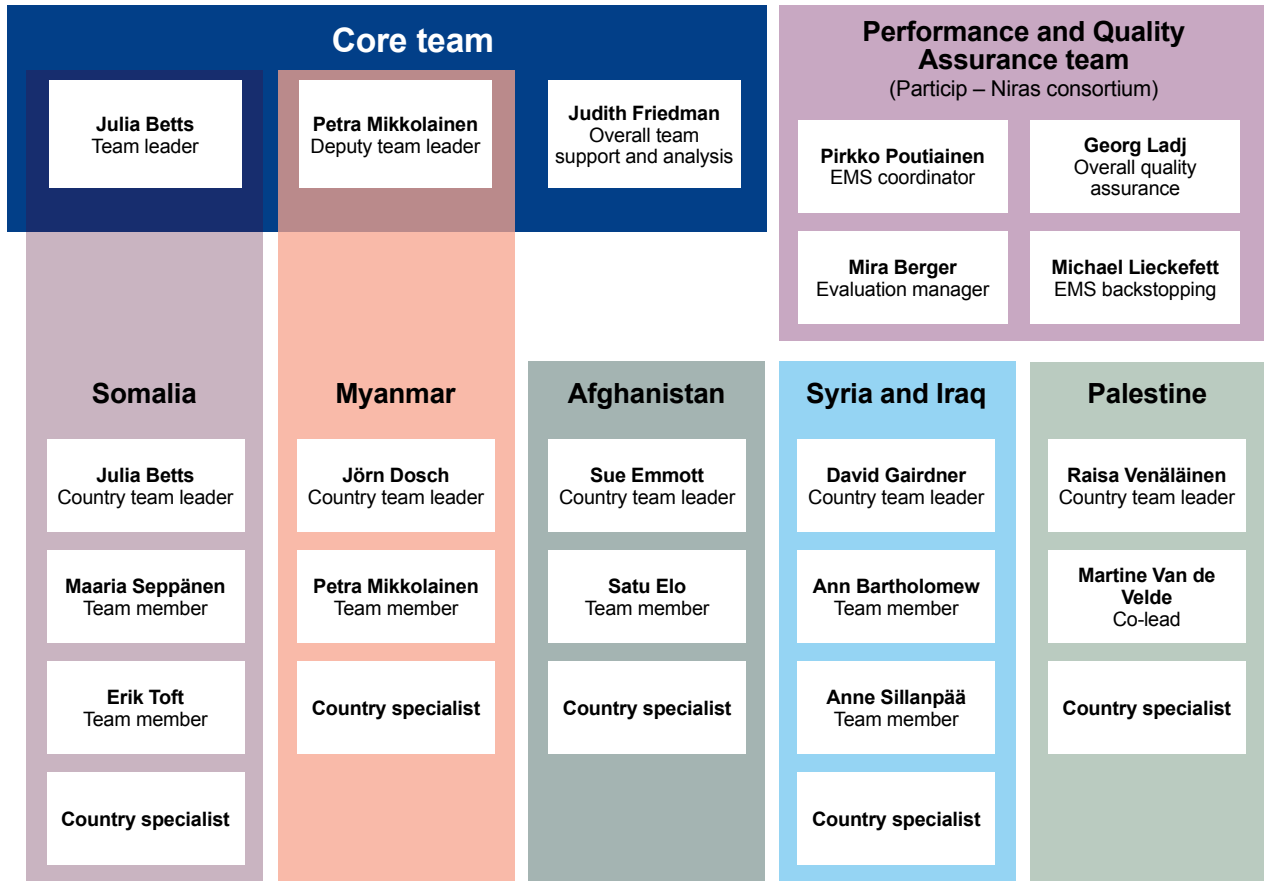 Core team
Julia Betts
Team leader
Petra Mikkolainen
Deputy team leader
Judith Friedman
Overall team
support and analysis
Performance and Quality
Assurance team
(Particip – Niras consortium)
Pirkko Poutiainen
EMS coordinator
Georg Ladj
Overall quality
assurance
Mira Berger
Evaluation manager
Michael Lieckefett
EMS backstopping
Somalia
Julia Betts
Country team leader
Maaria Seppänen
Team member
Erik Toft
Team member
Country specialist
Myanmar
Jörn Dosch
Country team leader
Petra Mikkolainen
Team member
Country specialist
Afghanistan
Sue Emmott
Country team leader
Satu Elo
Team member
Country specialist
Syria and Iraq
David Gairdner
Country team leader
Ann Bartholomew
Team member
Anne Sillanpää
Team member
Country specialist
Palestine
Raisa Venäläinen
Country team leader
Martine Van de
Velde
Co-lead
Country specialist